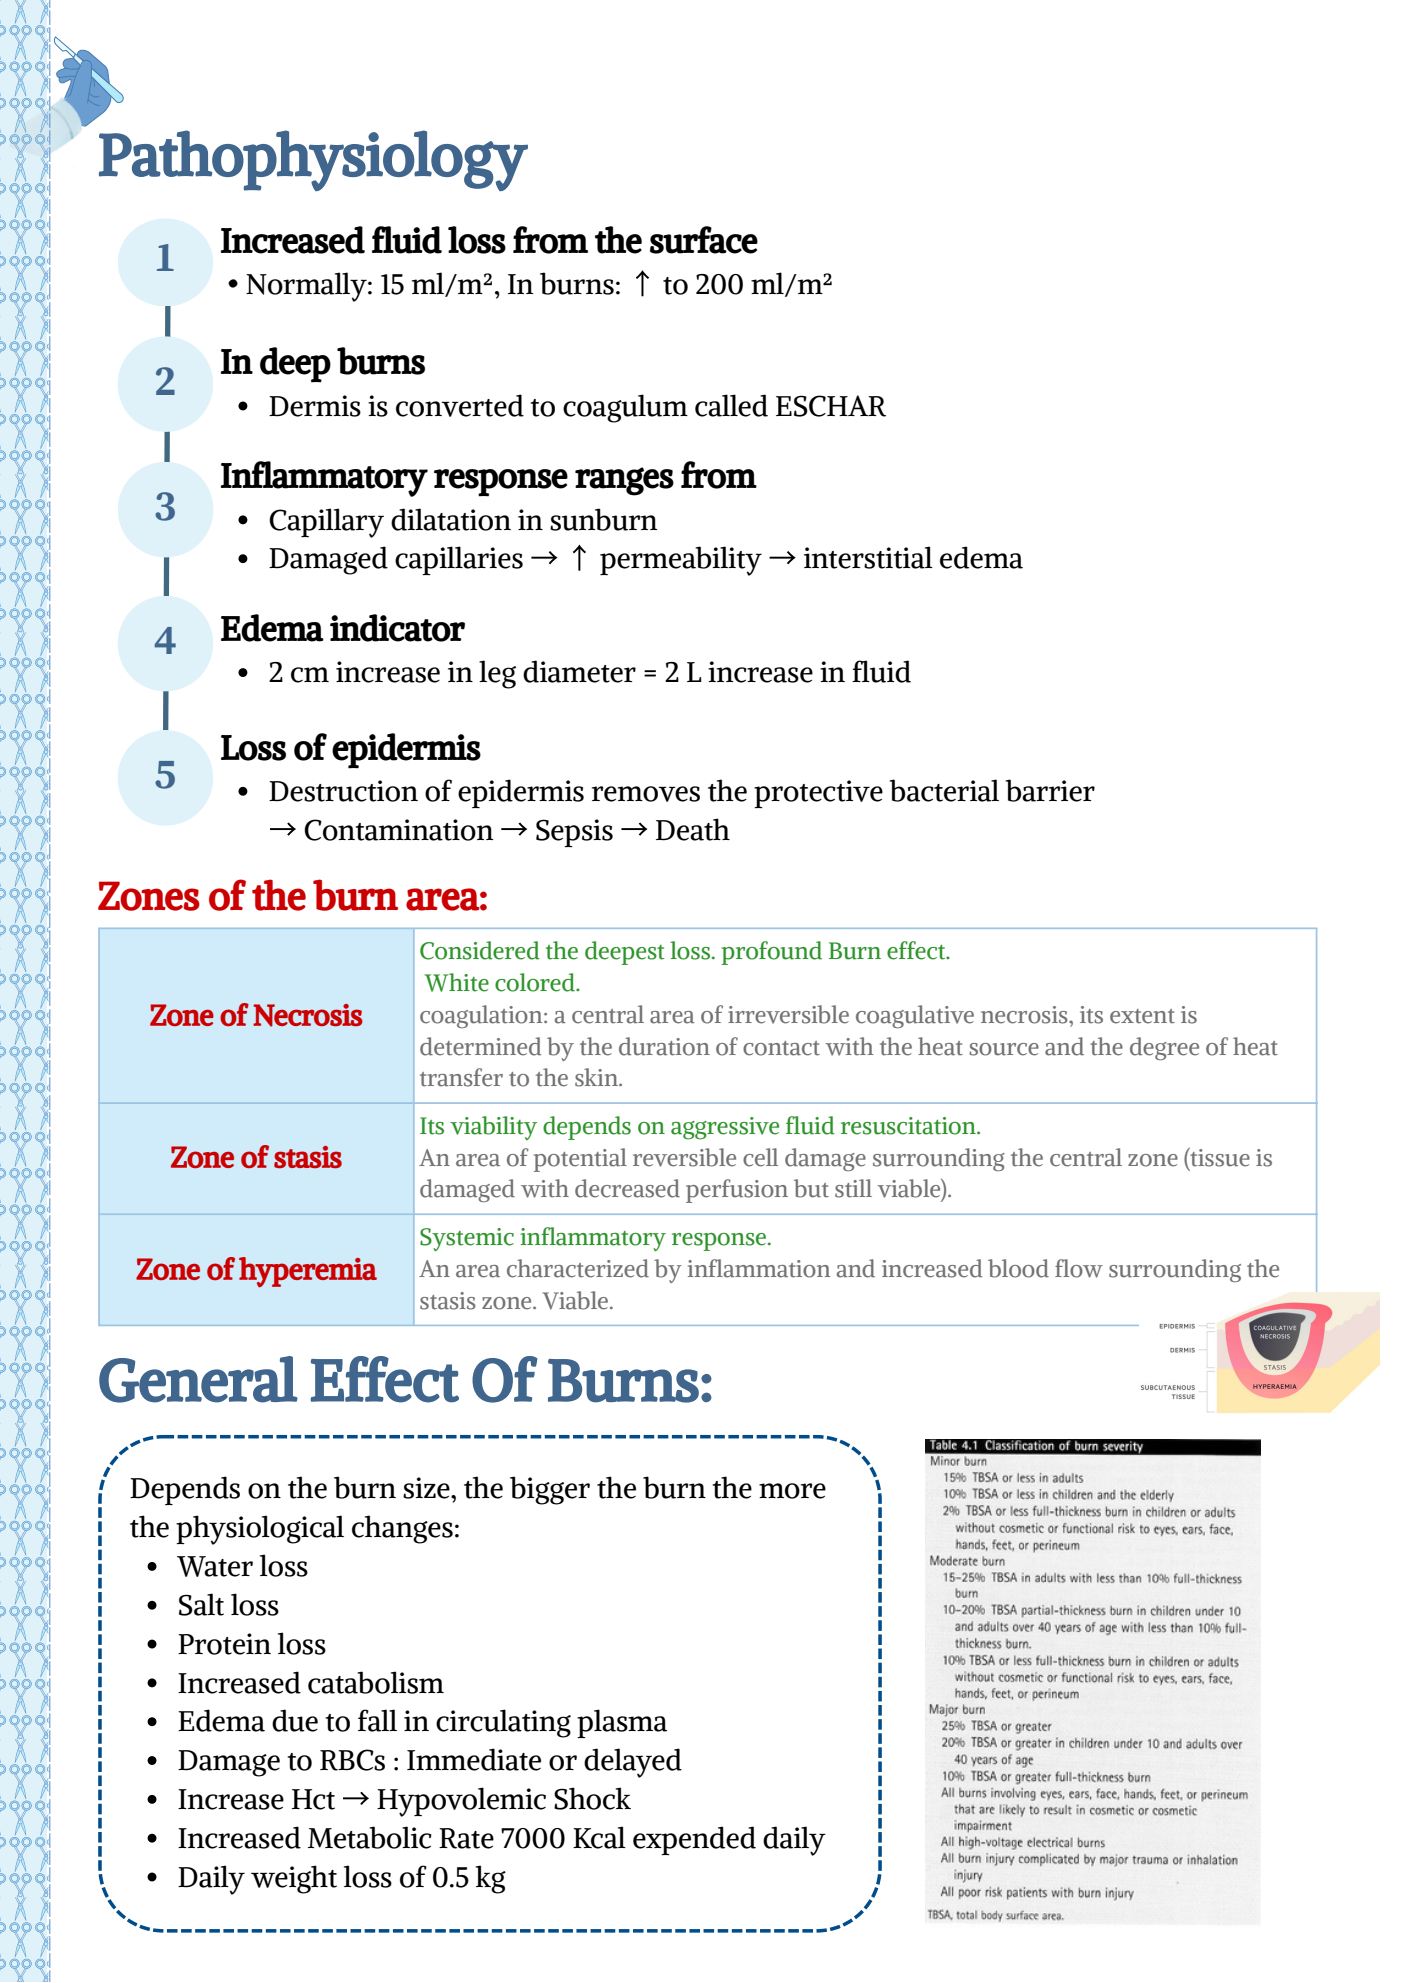 Pathophysiology
1
Increased fluid loss from the surface
• Normally: 15 ml/m², In burns: ↑ to 200 ml/m²
2
In deep burns
• Dermis is converted to coagulum called ESCHAR
3
Inflammatory response ranges from
• Capillary dilatation in sunburn
• Damaged capillaries → ↑ permeability → interstitial edema
4
Edema indicator
• 2 cm increase in leg diameter = 2 L increase in fluid
5
Loss of epidermis
• Destruction of epidermis removes the protective bacterial barrier
→ Contamination → Sepsis → Death
Zones of the burn area:
Zone of Necrosis
Considered the deepest loss. profound Burn effect.
White colored.
coagulation: a central area of irreversible coagulative necrosis, its extent is
determined by the duration of contact with the heat source and the degree of heat
transfer to the skin.
Zone of stasis
Its viability depends on aggressive fluid resuscitation.
An area of potential reversible cell damage surrounding the central zone (tissue is
damaged with decreased perfusion but still viable).
Zone of hyperemia
Systemic inflammatory response.
An area characterized by inflammation and increased blood flow surrounding the
stasis zone. Viable.
EPIDERMIS
DERMIS
SUBCUTAENOUS
TISSUE
COAGULATIVE
NECROSIS
STASIS
HYPERAEMIA
General Effect Of Burns:
Depends on the burn size, the bigger the burn the more
the physiological changes:
• Water loss
• Salt loss
• Protein loss
• Increased catabolism
• Edema due to fall in circulating plasma
• Damage to RBCs : Immediate or delayed
• Increase Hct → Hypovolemic Shock
• Increased Metabolic Rate 7000 Kcal expended daily
• Daily weight loss of 0.5 kg
Table 4.1 Classification of burn severity
Minor burn
15% TBSA or less in adults
10% TBSA or less in children and the elderly
2% TBSA or less full-thickness burn in children or adults
without cosmetic or functional risk to eyes, ears, face,
hands, feet, or perineum
Moderate burn
15–25% TBSA in adults with less than 10% full-thickness
burn
10–20% TBSA partial-thickness burn in children under 10
and adults over 40 years of age with less than 10% full-
thickness burn.
10% TBSA or less full-thickness burn in children or adults
without cosmetic or functional risk to eyes, ears, face,
hands, feet, or perineum
Major burn
25% TBSA or greater
20% TBSA or greater in children under 10 and adults over
40 years of age
10% TBSA or greater full-thickness burn
All burns involving eyes, ears, face, hands, feet, or perineum
that are likely to result in cosmetic or cosmetic
impairment
All high-voltage electrical burns
All burn injury complicated by major trauma or inhalation
injury
All poor risk patients with burn injury
TBSA, total body surface area.